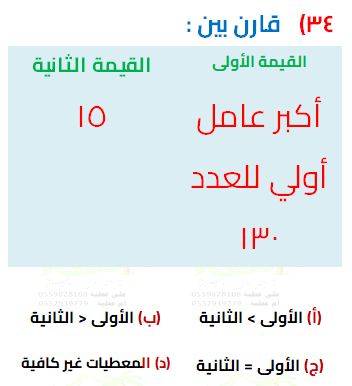 ٣٤) قارن بين :
القيمة الأولى
القيمة الثانية
أكبر عامل
أولي للعدد
١٣٠
١٥
(أ) الأولى > الثانية
(ب) الأولى < الثانية
(ج) الأولى = الثانية
(د) المعطيات غير كافية